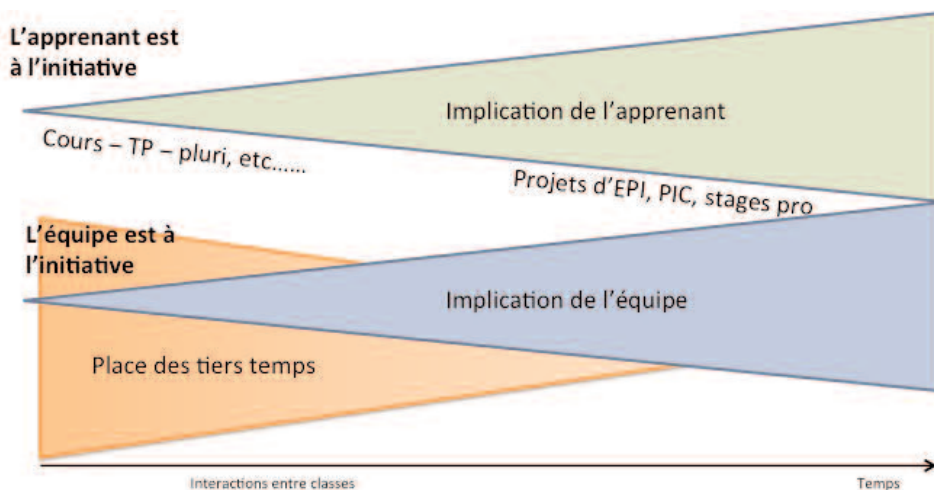 L'apprenant est
à l'initiative
Implication de l'apprenant
Cours – TP – pluri, etc……
Projets d'EPI, PIC, stages pro
L'équipe est à
l'initiative
Implication de l'équipe
Place des tiers temps
Interactions entre classes
Temps